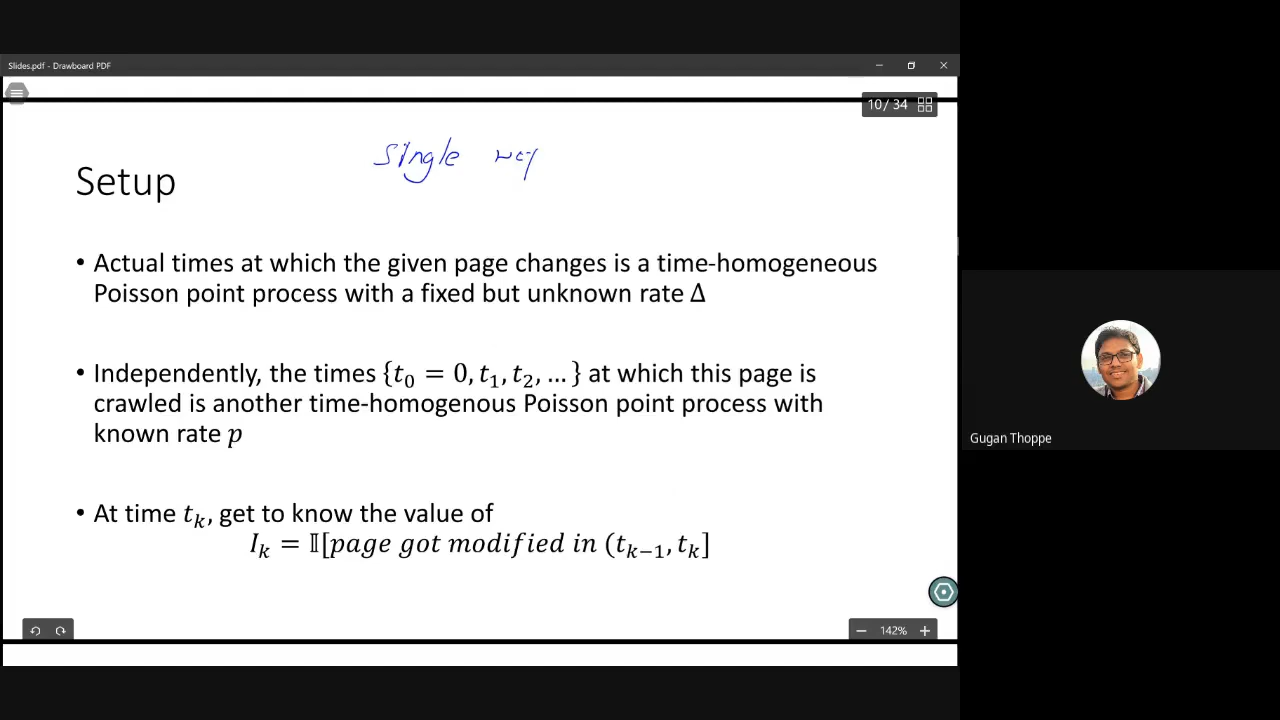 Slides.pdf - Drawboard PDF
10 / 34
single
Setup
• Actual times at which the given page changes is a time-homogeneous
Poisson point process with a fixed but unknown rate Δ
• Independently, the times {t₀ = 0, t₁, t₂, … } at which this page is
crawled is another time-homogenous Poisson point process with
known rate p
• At time tₖ, get to know the value of
Iₖ = 𝕀[page got modified in (tₖ₋₁, tₖ]
142%
Gugan Thoppe